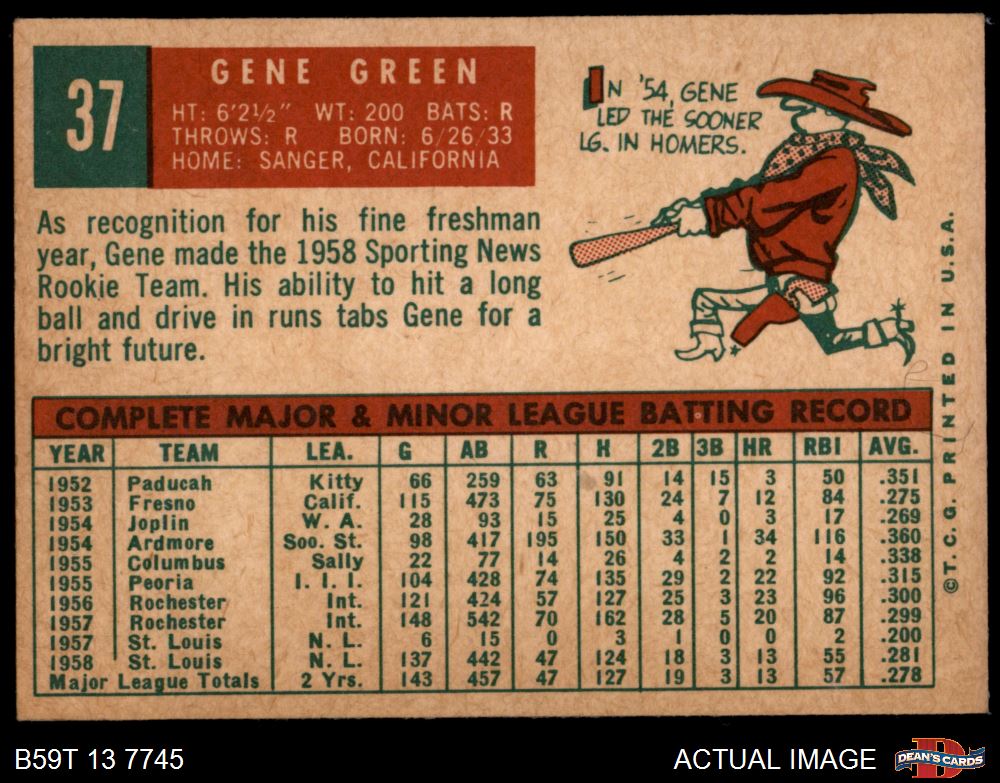 37
GENE GREEN
HT: 6'2½" WT: 200 BATS: R
THROWS: R BORN: 6/26/33
HOME: SANGER, CALIFORNIA
IN '54, GENE
LED THE SOONER
LG. IN HOMERS.
As recognition for his fine freshman
year, Gene made the 1958 Sporting News
Rookie Team. His ability to hit a long
ball and drive in runs tabs Gene for a
bright future.
COMPLETE MAJOR & MINOR LEAGUE BATTING RECORD
YEAR TEAM LEA. G AB R H 2B 3B HR RBI AVG.
1952 Paducah Kitty 66 259 63 91 14 15 3 50 .351
1953 Fresno Calif. 115 473 75 130 24 7 12 84 .275
1954 Joplin W. A. 28 93 15 25 4 0 3 17 .269
1954 Ardmore Soo. St. 98 417 195 150 33 1 34 116 .360
1955 Columbus Sally 22 77 14 26 4 2 2 14 .338
1955 Peoria I. I. I. 104 428 74 135 29 2 22 92 .315
1956 Rochester Int. 121 424 57 127 25 3 23 96 .300
1957 Rochester Int. 148 542 70 162 28 5 20 87 .299
1957 St. Louis N. L. 6 15 0 3 1 0 0 2 .200
1958 St. Louis N. L. 137 442 47 124 18 3 13 55 .281
Major League Totals 2 Yrs. 143 457 47 127 19 3 13 57 .278
©T.C.G. PRINTED IN U.S.A.
B59T 13 7745
ACTUAL IMAGE
D
DEAN'S CARDS